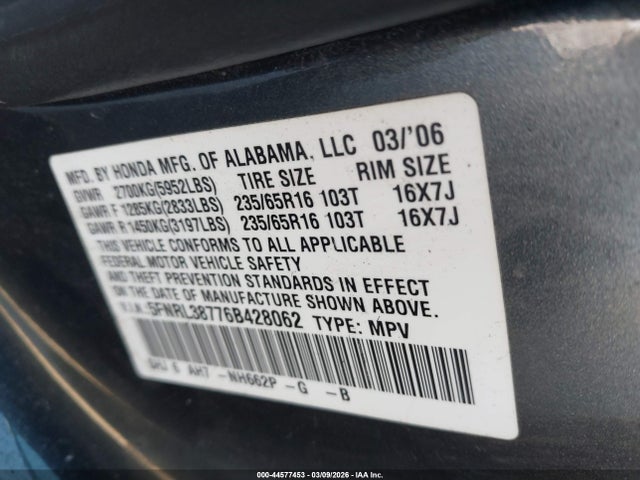 MFD. BY HONDA MFG. OF ALABAMA, LLC 03/'06
GVWR 2700KG(5952LBS) TIRE SIZE RIM SIZE
GAWR F 1285KG(2833LBS) 235/65R16 103T 16X7J
GAWR R 1450KG(3197LBS) 235/65R16 103T 16X7J
THIS VEHICLE CONFORMS TO ALL APPLICABLE
FEDERAL MOTOR VEHICLE SAFETY
AND THEFT PREVENTION STANDARDS IN EFFECT
ON THE DATE OF MANUFACTURE SHOWN ABOVE.
V.I.N.: 5FNRL38776B428062 TYPE: MPV
SHJ 6 AH7 -NH662P -G -B
000-44577453 - 03/09/2026 - IAA Inc.